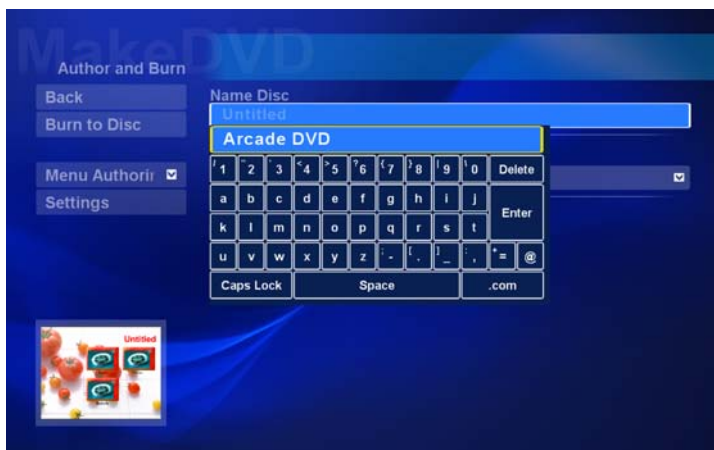 MakeDVD
Author and Burn
Back
Burn to Disc
Menu Authorir
Settings
Name Disc
Untitled
Arcade DVD
' 1 " 2 ` 3 < 4 > 5 ? 6 { 7 } 8 | 9 \ 0 Delete
a b c d e f g h i j
Enter
k l m n o p q r s t
u v w x y z ; - [ . ] _ : , + = @
Caps Lock Space .com
Untitled